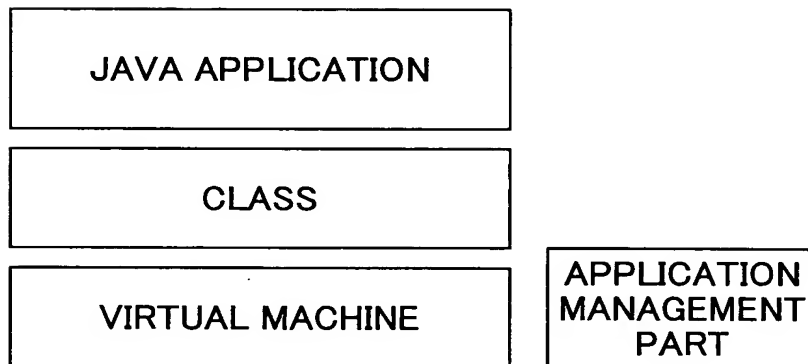 JAVA APPLICATION
CLASS
VIRTUAL MACHINE
APPLICATION
MANAGEMENT
PART